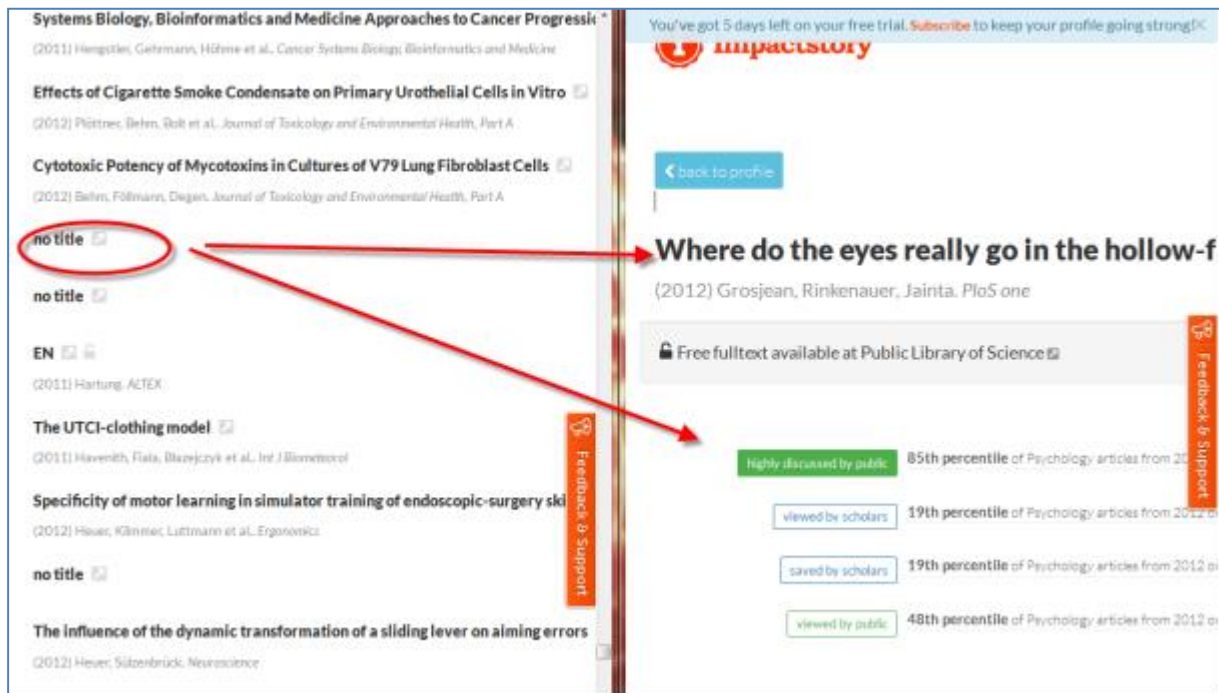 Systems Biology, Bioinformatics and Medicine Approaches to Cancer Progressi
(2011) Hengstler, Gehrmann, Höhme et al., Cancer Systems Biology, Bioinformatics and Medicine
Effects of Cigarette Smoke Condensate on Primary Urothelial Cells in Vitro
(2012) Plöttner, Behm, Bolt et al., Journal of Toxicology and Environmental Health, Part A
Cytotoxic Potency of Mycotoxins in Cultures of V79 Lung Fibroblast Cells
(2012) Behm, Föllmann, Degen. Journal of Toxicology and Environmental Health, Part A
no title
no title
EN
(2011) Hartung. ALTEX
The UTCI-clothing model
(2011) Havenith, Fiala, Blazejczyk et al.. Int J Biometeorol
Specificity of motor learning in simulator training of endoscopic-surgery ski
(2012) Heuer, Klimmer, Luttmann et al.. Ergonomics
no title
The influence of the dynamic transformation of a sliding lever on aiming errors
(2012) Heuer, Sülzenbrück. Neuroscience
Feedback & Support
You've got 5 days left on your free trial. Subscribe to keep your profile going strong!
impactstory
back to profile
Where do the eyes really go in the hollow-f
(2012) Grosjean, Rinkenauer, Jainta. PloS one
Free fulltext available at Public Library of Science
highly discussed by public 85th percentile of Psychology articles from 20
viewed by scholars 19th percentile of Psychology articles from 2012
saved by scholars 19th percentile of Psychology articles from 2012
viewed by public 48th percentile of Psychology articles from 2012
Feedback & Support